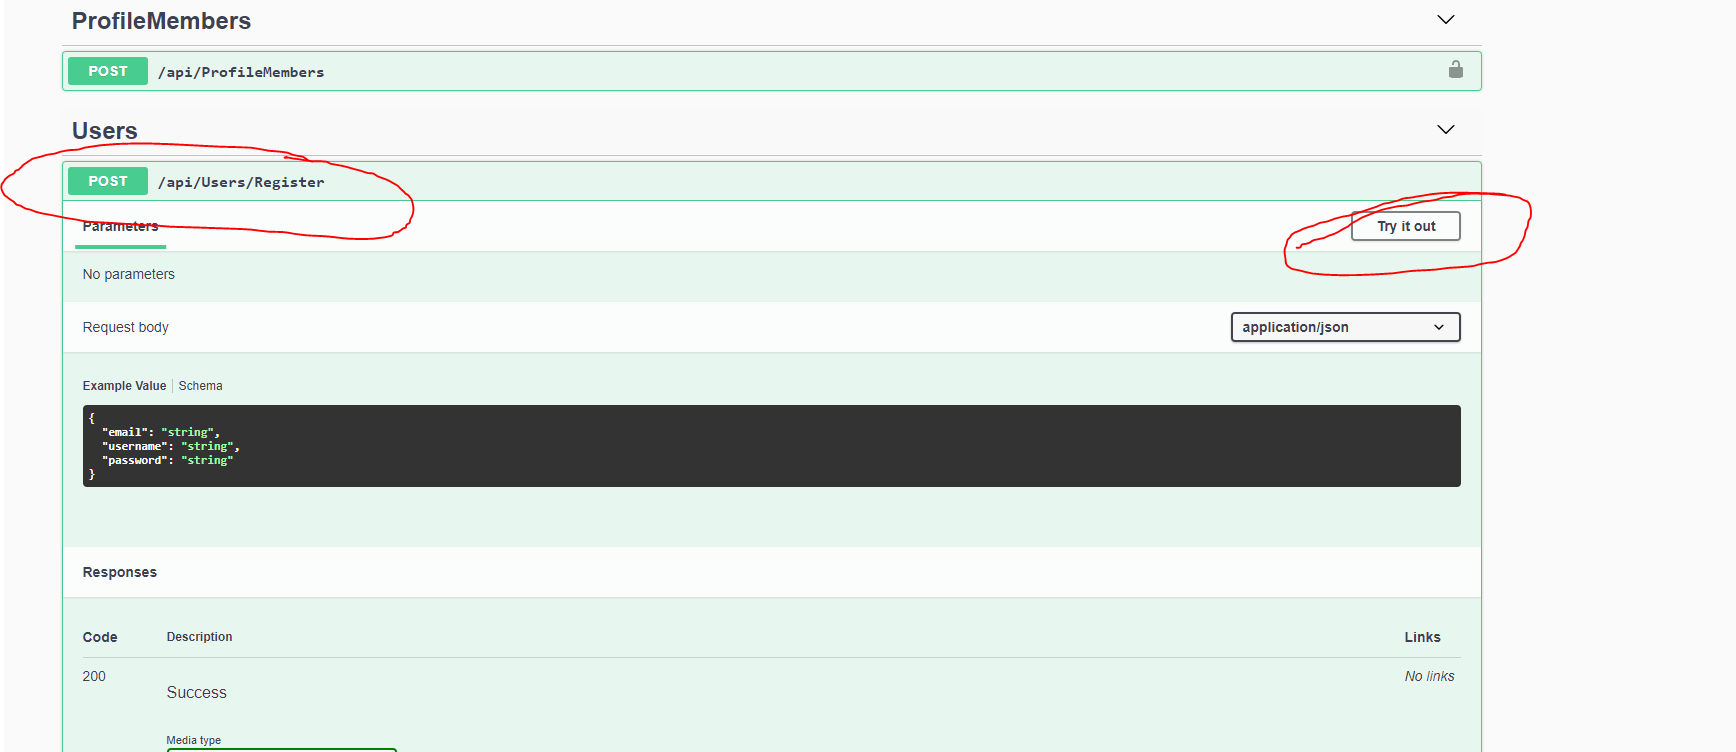 ProfileMembers
POST /api/ProfileMembers
Users
POST /api/Users/Register
Parameters Try it out
No parameters
Request body application/json
Example Value Schema
{
"email": "string",
"username": "string",
"password": "string"
}
Responses
Code Description Links
200 Success No links
Media type